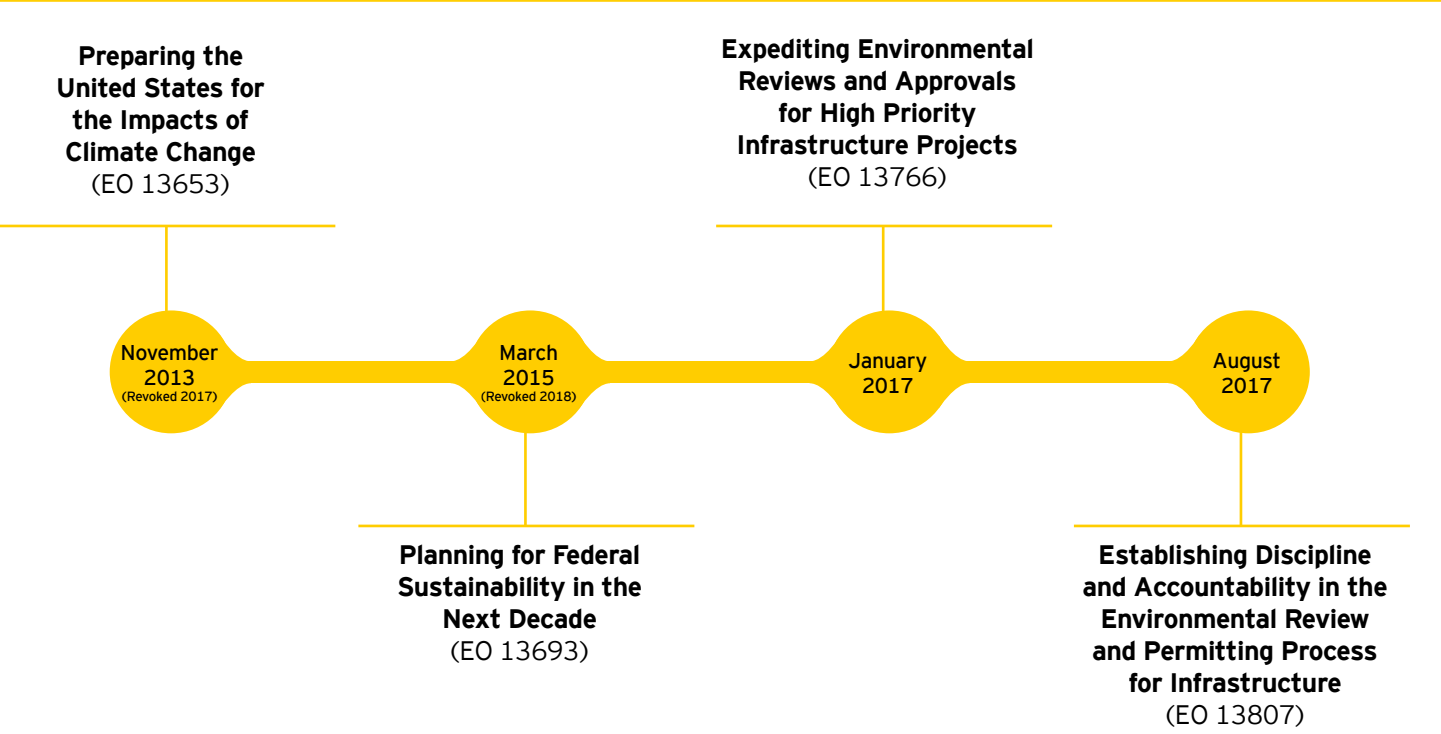 Preparing the
United States for
the Impacts of
Climate Change
(EO 13653)
Expediting Environmental
Reviews and Approvals
for High Priority
Infrastructure Projects
(EO 13766)
November
2013
(Revoked 2017)
March
2015
(Revoked 2018)
January
2017
August
2017
Planning for Federal
Sustainability in the
Next Decade
(EO 13693)
Establishing Discipline
and Accountability in the
Environmental Review
and Permitting Process
for Infrastructure
(EO 13807)